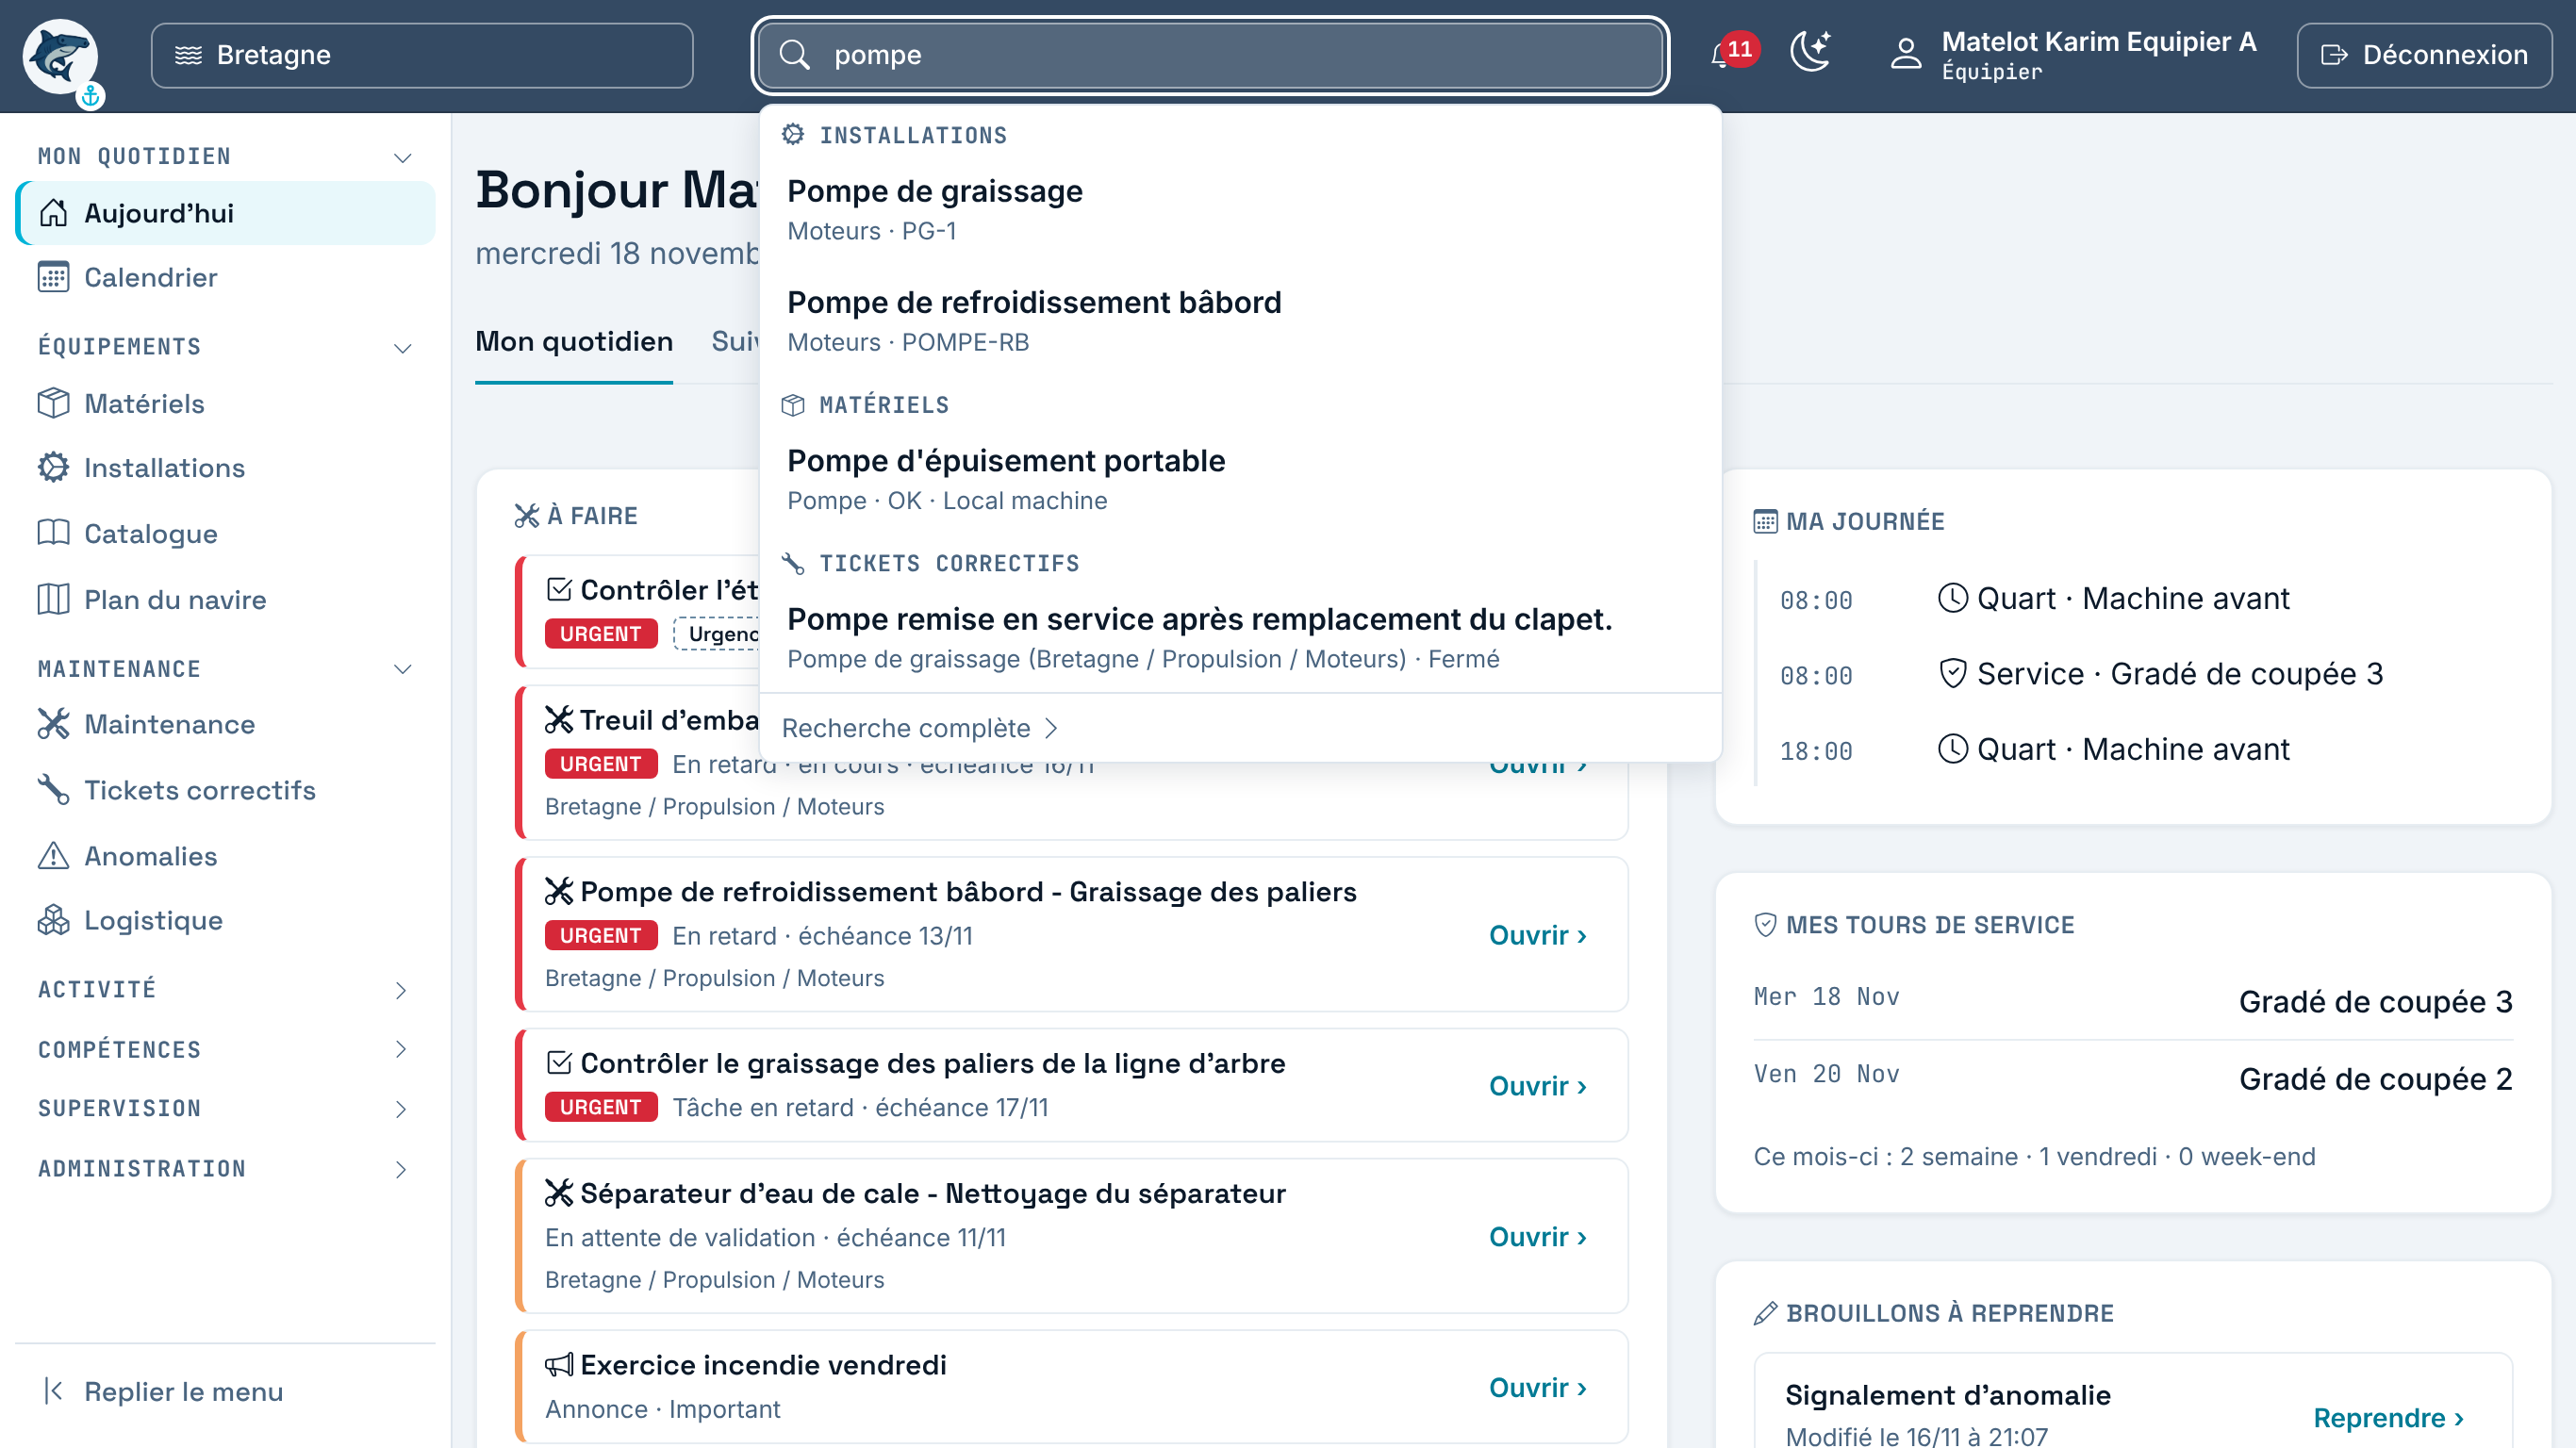 Bretagne
pompe
11
Matelot Karim Equipier A
Équipier
Déconnexion
MON QUOTIDIEN
Aujourd'hui
Calendrier
ÉQUIPEMENTS
Matériels
Installations
Catalogue
Plan du navire
MAINTENANCE
Maintenance
Tickets correctifs
Anomalies
Logistique
ACTIVITÉ
COMPÉTENCES
SUPERVISION
ADMINISTRATION
Replier le menu
Bonjour
mercredi 18
Mon quotidien
INSTALLATIONS
Pompe de graissage
Moteurs · PG-1
Pompe de refroidissement bâbord
Moteurs · POMPE-RB
MATÉRIELS
Pompe d'épuisement portable
Pompe · OK · Local machine
TICKETS CORRECTIFS
Pompe remise en service après remplacement du clapet.
Pompe de graissage (Bretagne / Propulsion / Moteurs) · Fermé
Recherche complète
À FAIRE
Contrôler
URGENT
Treuil
URGENT En retard · en cours · échéance 16/11
Ouvrir ›
Bretagne / Propulsion / Moteurs
Pompe de refroidissement bâbord - Graissage des paliers
URGENT En retard · échéance 13/11
Ouvrir ›
Bretagne / Propulsion / Moteurs
Contrôler le graissage des paliers de la ligne d'arbre
URGENT Tâche en retard · échéance 17/11
Ouvrir ›
Séparateur d'eau de cale - Nettoyage du séparateur
En attente de validation · échéance 11/11
Ouvrir ›
Bretagne / Propulsion / Moteurs
Exercice incendie vendredi
Annonce · Important
Ouvrir ›
MA JOURNÉE
08:00 Quart · Machine avant
08:00 Service · Gradé de coupée 3
18:00 Quart · Machine avant
MES TOURS DE SERVICE
Mer 18 Nov Gradé de coupée 3
Ven 20 Nov Gradé de coupée 2
Ce mois-ci : 2 semaine · 1 vendredi · 0 week-end
BROUILLONS À REPRENDRE
Signalement d'anomalie
Modifié le 16/11 à 21:07
Reprendre ›